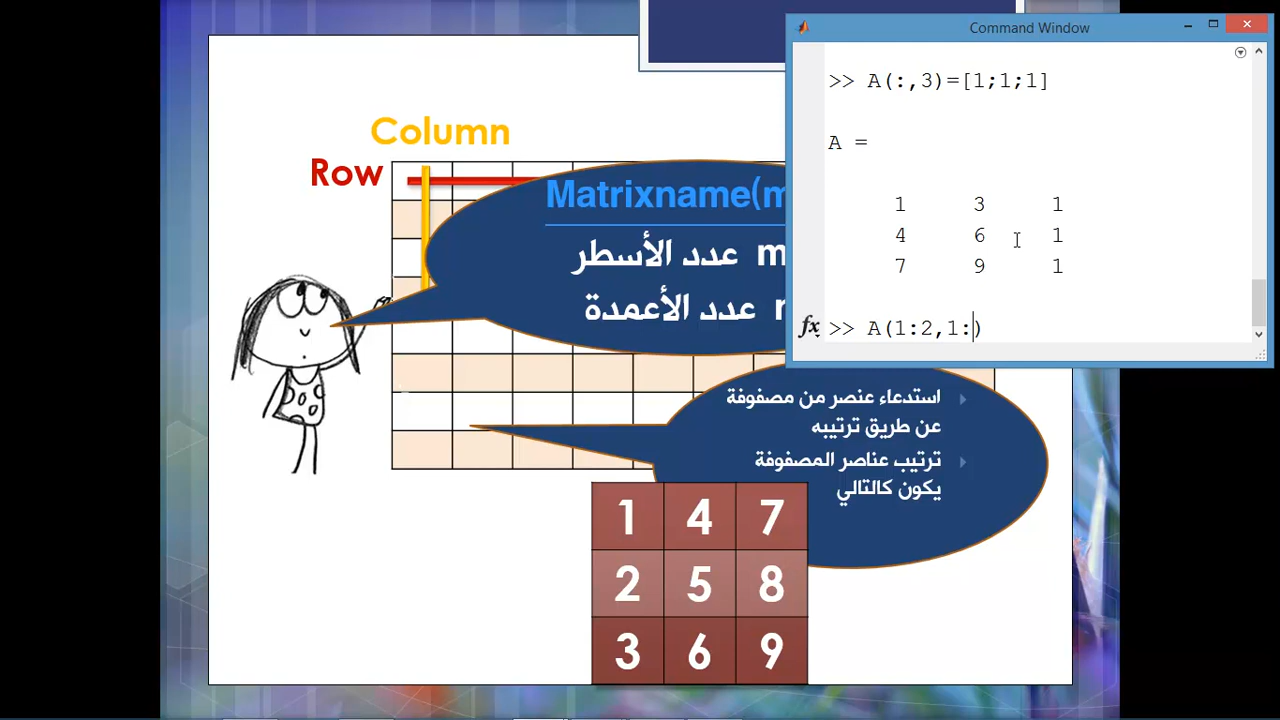 Column
Row
Matrixname(m
عدد الأسطر m
عدد الأعمدة
استدعاء عنصر من مصفوفة
عن طريق ترتيبه
ترتيب عناصر المصفوفة
يكون كالتالي
1 4 7
2 5 8
3 6 9
Command Window
>> A(:,3)=[1;1;1]
A =
1 3 1
4 6 1
7 9 1
fx >> A(1:2,1:)